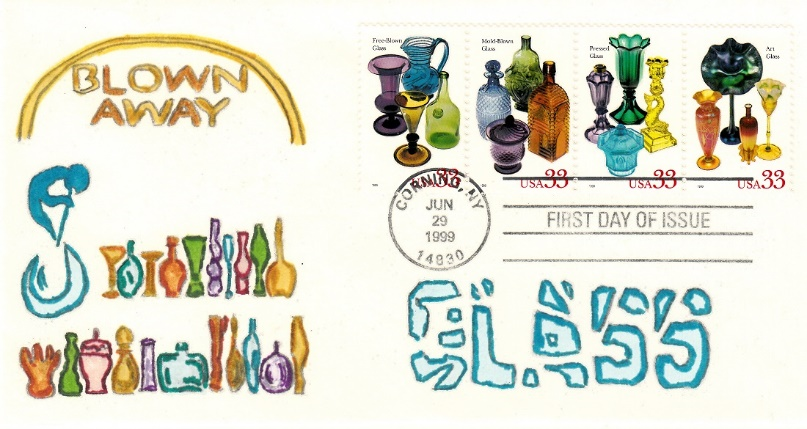 BLOWN
AWAY
Free-Blown
Glass
Mold-Blown
Glass
Pressed
Glass
Art
Glass
USA 33
USA 33
USA 33
USA 33
CORNING, NY
JUN
29
1999
14830
FIRST DAY OF ISSUE
GLASS